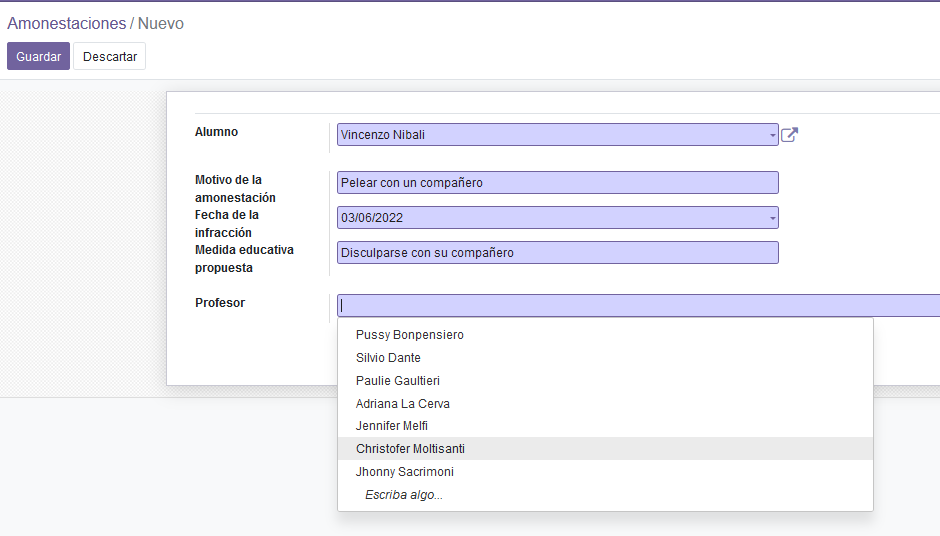 Amonestaciones / Nuevo
Guardar Descartar
Alumno Vincenzo Nibali
Motivo de la
amonestación
Pelear con un compañero
Fecha de la
infracción
03/06/2022
Medida educativa
propuesta
Disculparse con su compañero
Profesor
Pussy Bonpensiero
Silvio Dante
Paulie Gaultieri
Adriana La Cerva
Jennifer Melfi
Christofer Moltisanti
Jhonny Sacrimoni
Escriba algo...